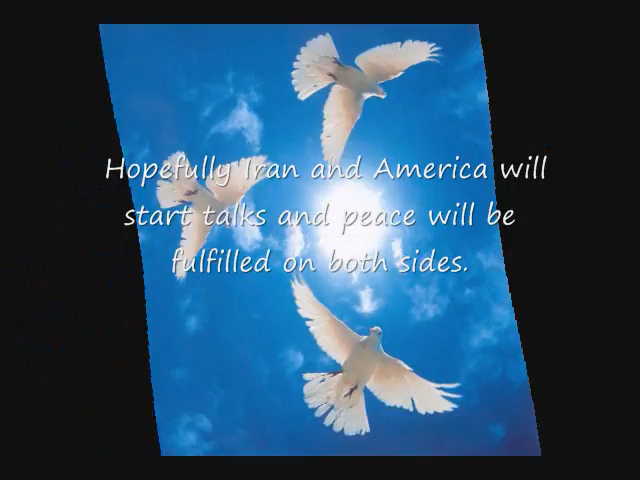 Hopefully Iran and America will
start talks and peace will be
fulfilled on both sides.